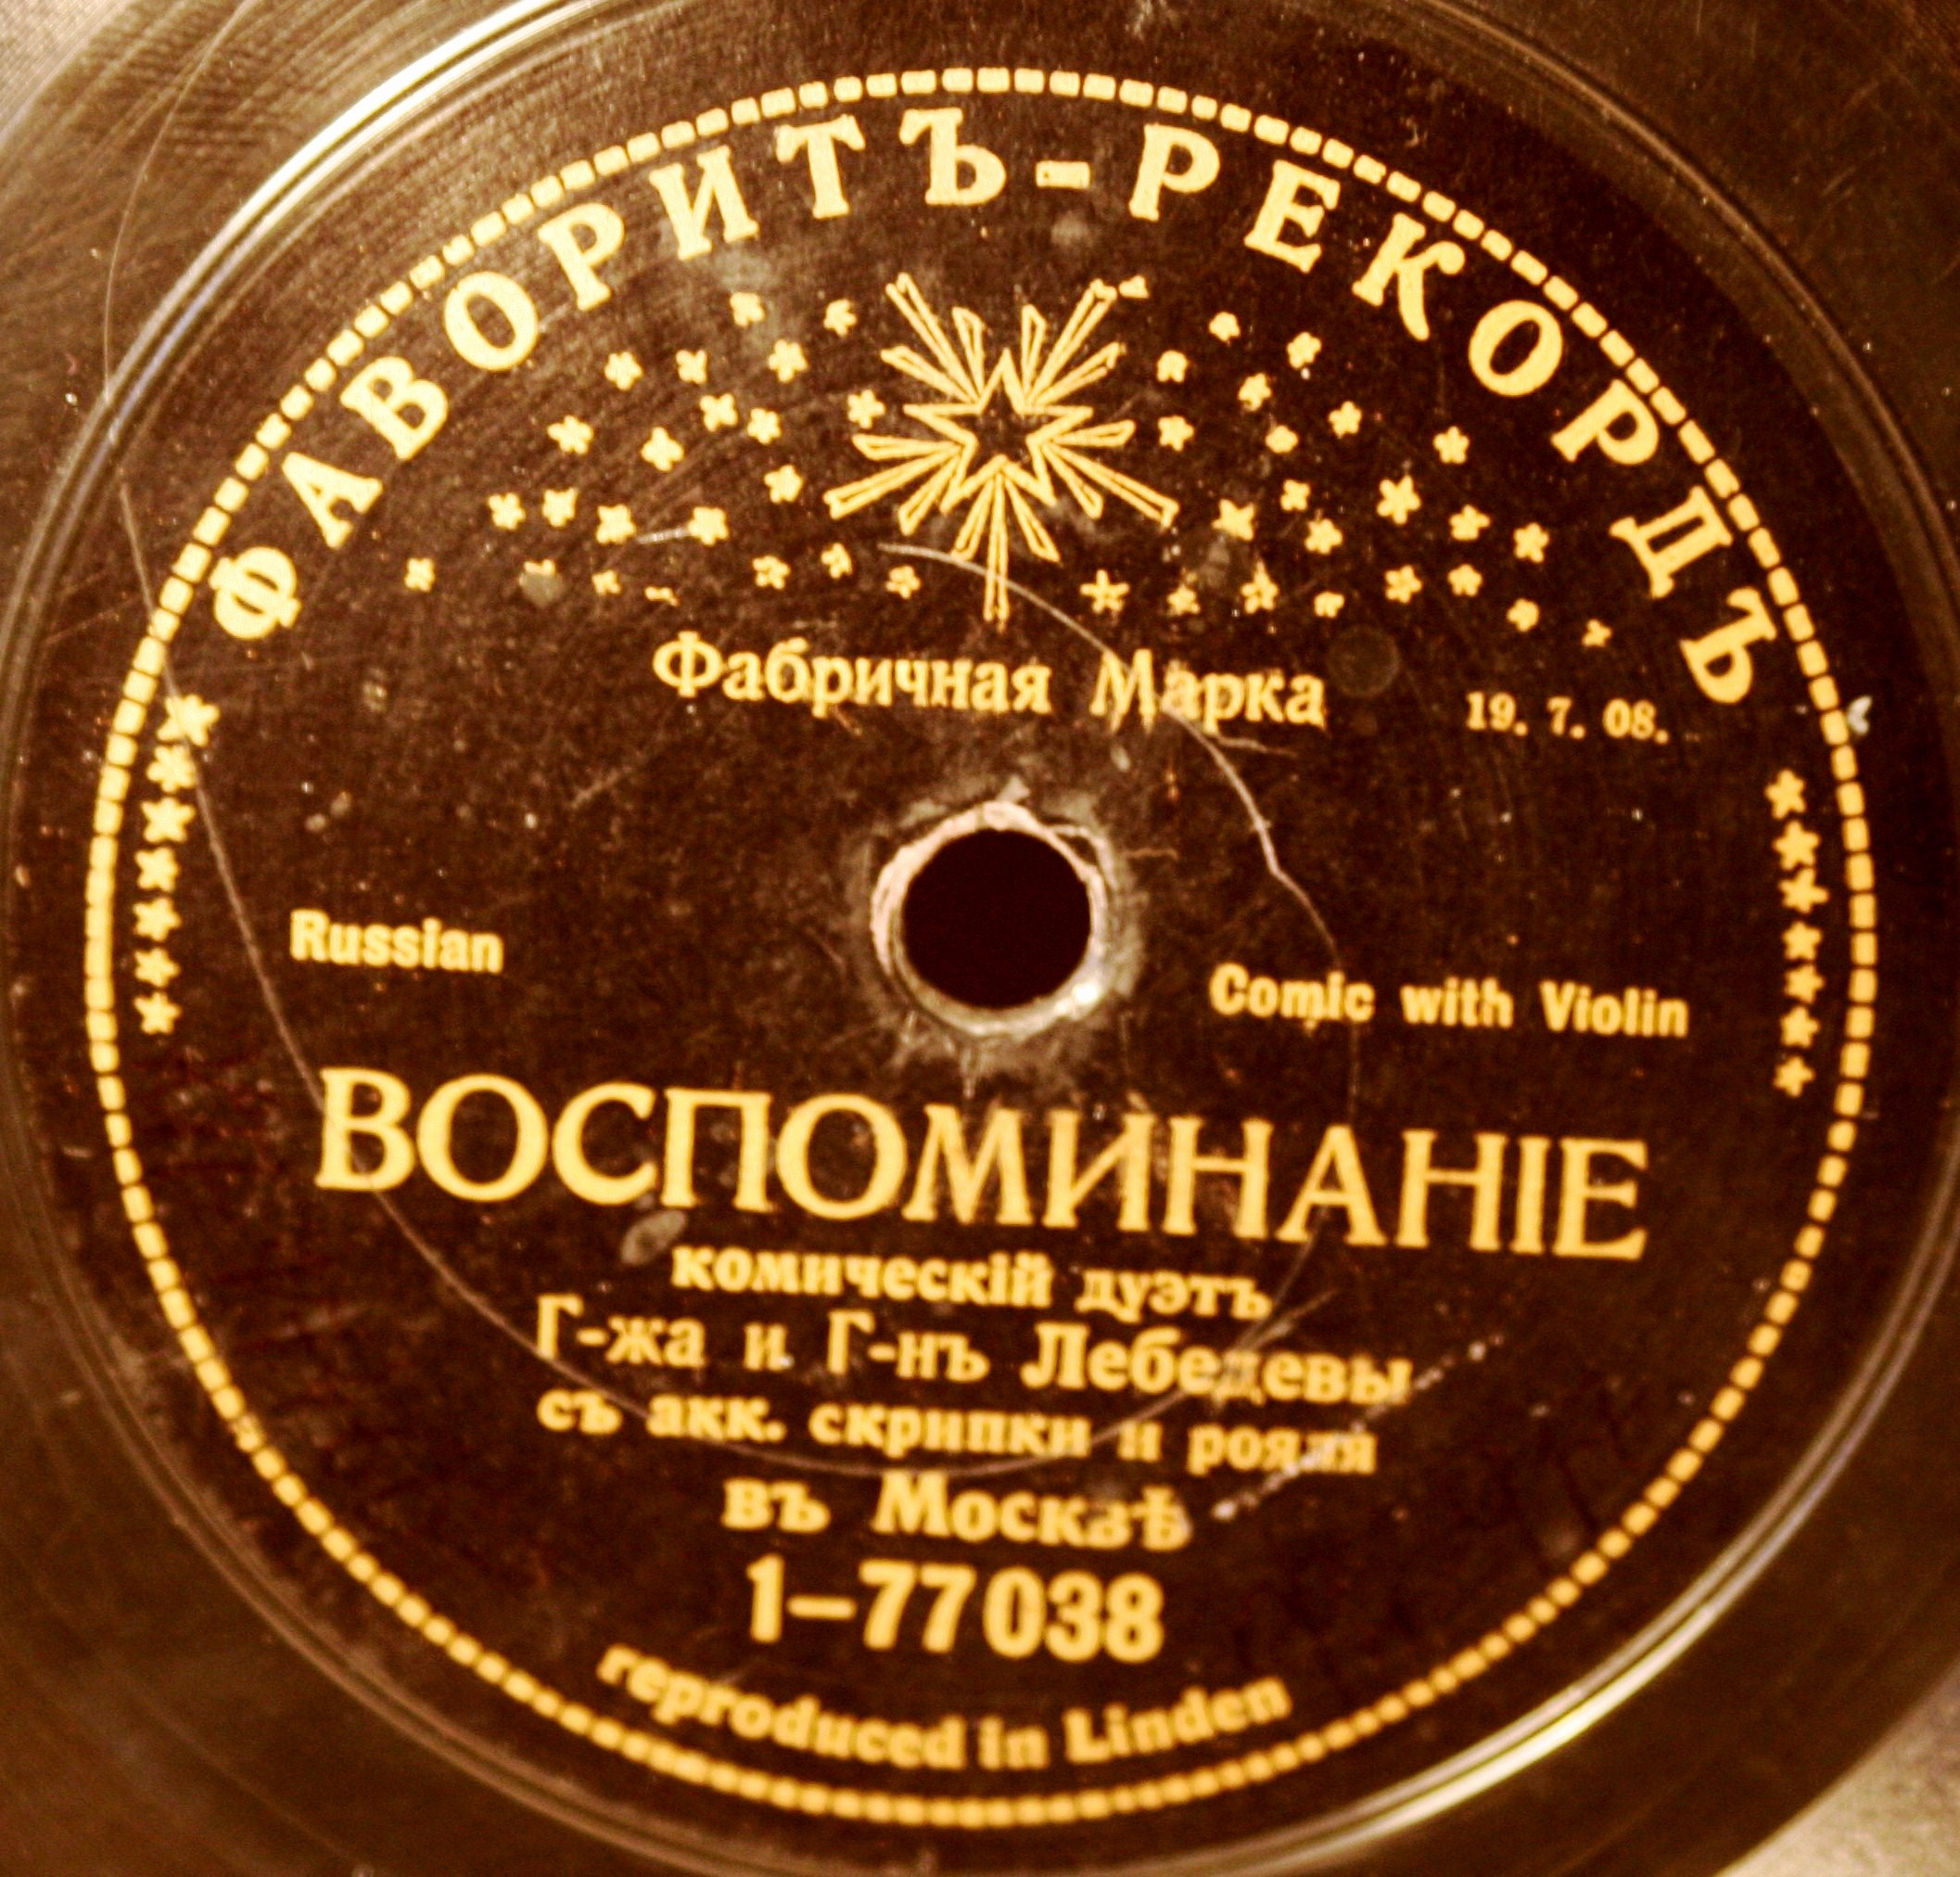 ФАВОРИТЪ-РЕКОРДЪ
Фабричная Марка
19. 7. 08.
Russian
Comic with Violin
ВОСПОМИНАНІЕ
комическій дуэтъ
Г-жа и Г-нъ Лебедевы
съ акк. скрипки и рояля
въ Москвѣ
1–77038
reproduced in Linden